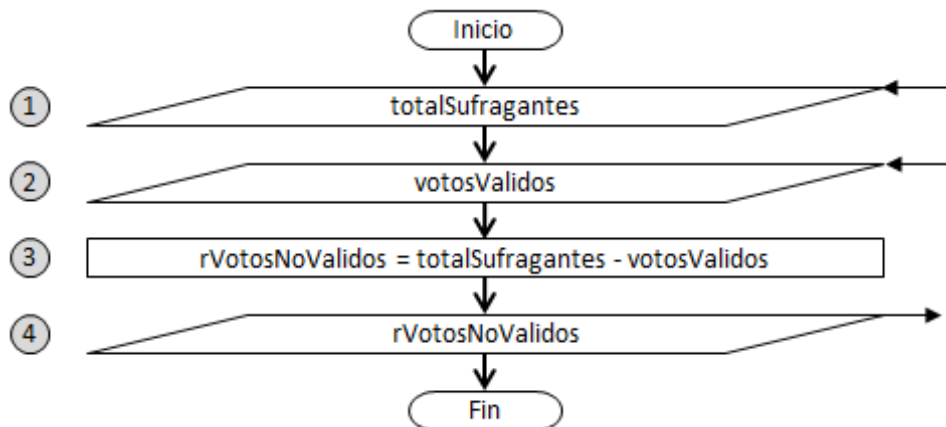 Inicio
1 totalSufragantes
2 votosValidos
3 rVotosNoValidos = totalSufragantes - votosValidos
4 rVotosNoValidos
Fin